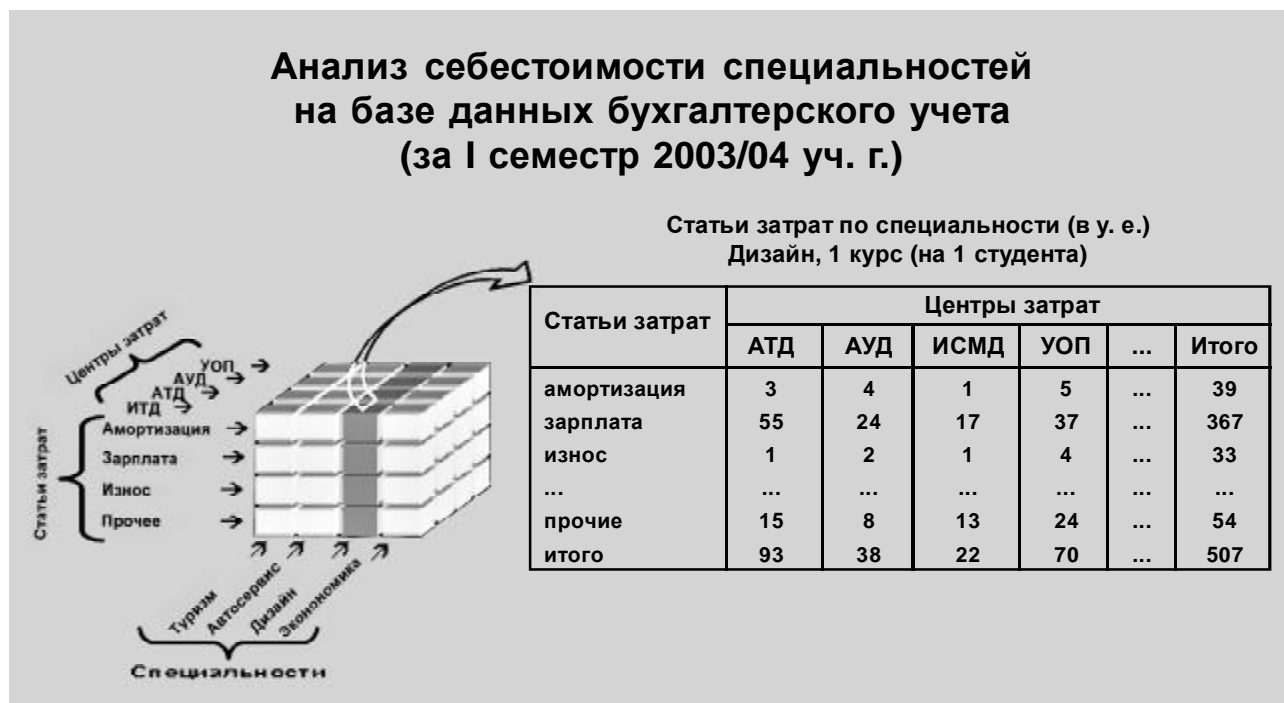 Анализ себестоимости специальностей
на базе данных бухгалтерского учета
(за I семестр 2003/04 уч. г.)
Статьи затрат по специальности (в у. е.)
Дизайн, 1 курс (на 1 студента)
Статьи затрат Центры затрат
АТД АУД ИСМД УОП ... Итого
амортизация 3 4 1 5 ... 39
зарплата 55 24 17 37 ... 367
износ 1 2 1 4 ... 33
... ... ... ... ... ... ...
прочие 15 8 13 24 ... 54
итого 93 38 22 70 ... 507
Центры затрат
УОП
АУД
АТД
ИТД
Статьи затрат
Амортизация
Зарплата
Износ
Прочее
Туризм
Автосервис
Дизайн
Эконономика
Специальности